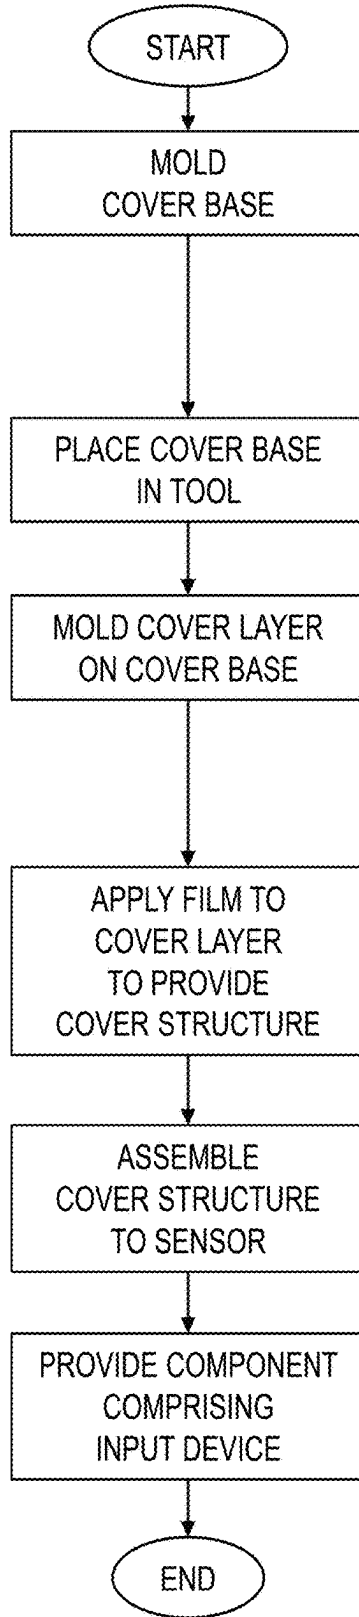 START
MOLD
COVER BASE
PLACE COVER BASE
IN TOOL
MOLD COVER LAYER
ON COVER BASE
APPLY FILM TO
COVER LAYER
TO PROVIDE
COVER STRUCTURE
ASSEMBLE
COVER STRUCTURE
TO SENSOR
PROVIDE COMPONENT
COMPRISING
INPUT DEVICE
END